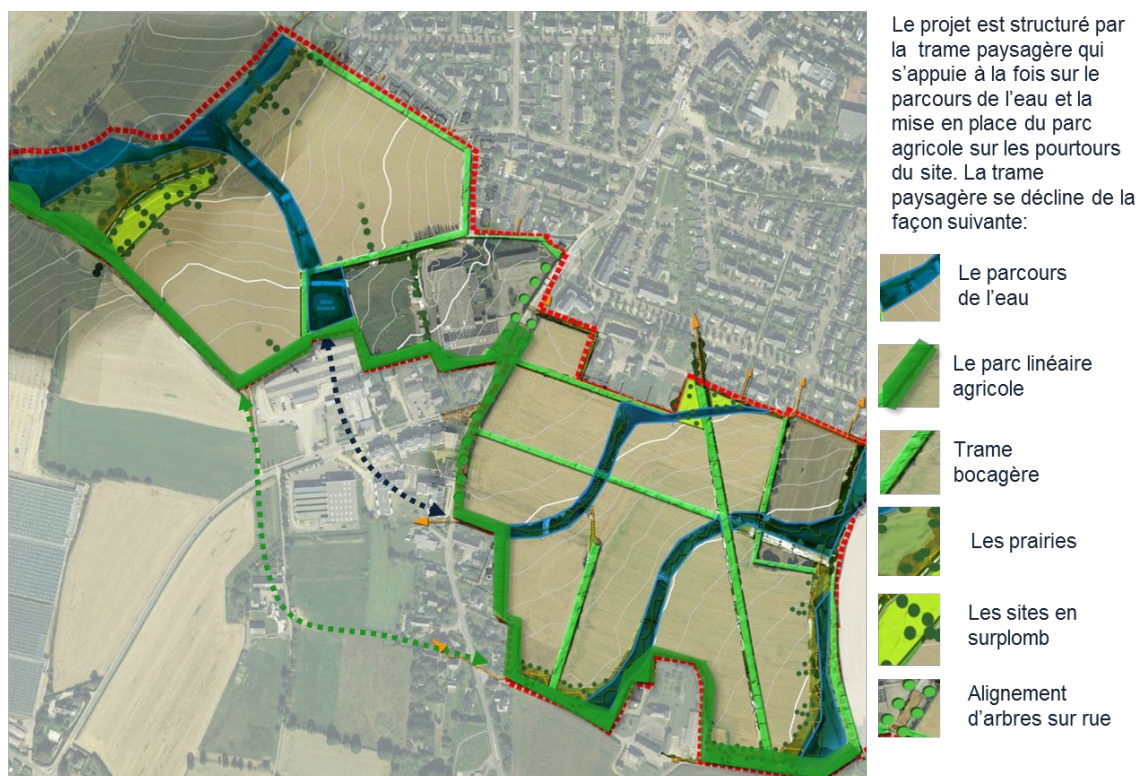 Le projet est structuré par
la trame paysagère qui
s'appuie à la fois sur le
parcours de l'eau et la
mise en place du parc
agricole sur les pourtours
du site. La trame
paysagère se décline de la
façon suivante:
Le parcours
de l'eau
Le parc linéaire
agricole
Trame
bocagère
Les prairies
Les sites en
surplomb
Alignement
d'arbres sur rue